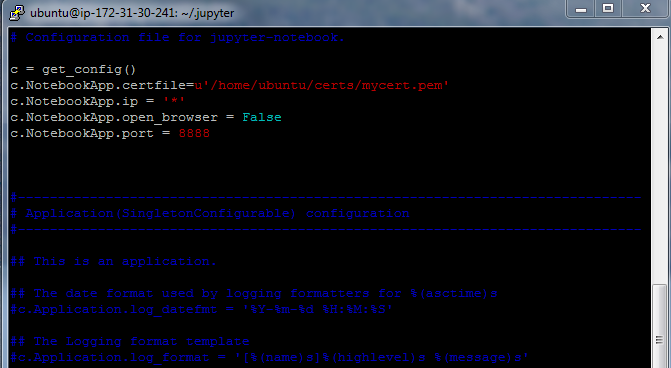 ubuntu@ip-172-31-30-241: ~/.jupyter
# Configuration file for jupyter-notebook.
c = get_config()
c.NotebookApp.certfile=u'/home/ubuntu/certs/mycert.pem'
c.NotebookApp.ip = '*'
c.NotebookApp.open_browser = False
c.NotebookApp.port = 8888
#------------------------------------------------------------------------------
# Application(SingletonConfigurable) configuration
#------------------------------------------------------------------------------
## This is an application.
## The date format used by logging formatters for %(asctime)s
#c.Application.log_datefmt = '%Y-%m-%d %H:%M:%S'
## The Logging format template
#c.Application.log_format = '[%(name)s]%(highlevel)s %(message)s'